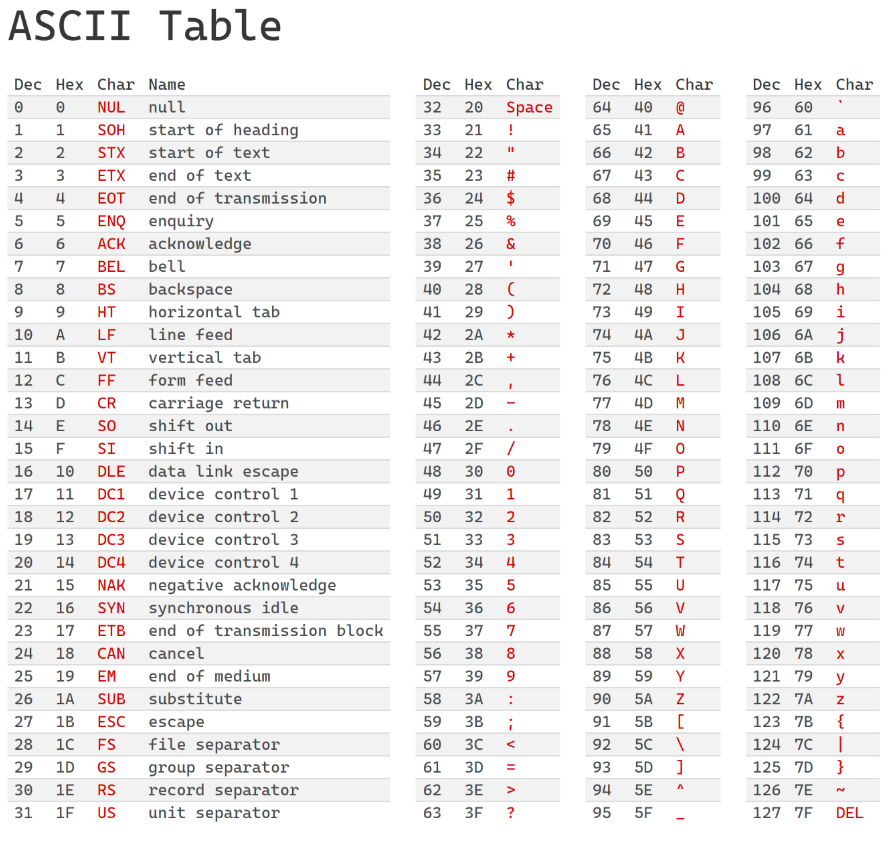 ASCII Table
Dec Hex Char Name Dec Hex Char Dec Hex Char Dec Hex Char
0 0 NUL null 32 20 Space 64 40 @ 96 60 `
1 1 SOH start of heading 33 21 ! 65 41 A 97 61 a
2 2 STX start of text 34 22 " 66 42 B 98 62 b
3 3 ETX end of text 35 23 # 67 43 C 99 63 c
4 4 EOT end of transmission 36 24 $ 68 44 D 100 64 d
5 5 ENQ enquiry 37 25 % 69 45 E 101 65 e
6 6 ACK acknowledge 38 26 & 70 46 F 102 66 f
7 7 BEL bell 39 27 ' 71 47 G 103 67 g
8 8 BS backspace 40 28 ( 72 48 H 104 68 h
9 9 HT horizontal tab 41 29 ) 73 49 I 105 69 i
10 A LF line feed 42 2A * 74 4A J 106 6A j
11 B VT vertical tab 43 2B + 75 4B K 107 6B k
12 C FF form feed 44 2C , 76 4C L 108 6C l
13 D CR carriage return 45 2D - 77 4D M 109 6D m
14 E SO shift out 46 2E . 78 4E N 110 6E n
15 F SI shift in 47 2F / 79 4F O 111 6F o
16 10 DLE data link escape 48 30 0 80 50 P 112 70 p
17 11 DC1 device control 1 49 31 1 81 51 Q 113 71 q
18 12 DC2 device control 2 50 32 2 82 52 R 114 72 r
19 13 DC3 device control 3 51 33 3 83 53 S 115 73 s
20 14 DC4 device control 4 52 34 4 84 54 T 116 74 t
21 15 NAK negative acknowledge 53 35 5 85 55 U 117 75 u
22 16 SYN synchronous idle 54 36 6 86 56 V 118 76 v
23 17 ETB end of transmission block 55 37 7 87 57 W 119 77 w
24 18 CAN cancel 56 38 8 88 58 X 120 78 x
25 19 EM end of medium 57 39 9 89 59 Y 121 79 y
26 1A SUB substitute 58 3A : 90 5A Z 122 7A z
27 1B ESC escape 59 3B ; 91 5B [ 123 7B {
28 1C FS file separator 60 3C < 92 5C \ 124 7C |
29 1D GS group separator 61 3D = 93 5D ] 125 7D }
30 1E RS record separator 62 3E > 94 5E ^ 126 7E ~
31 1F US unit separator 63 3F ? 95 5F _ 127 7F DEL